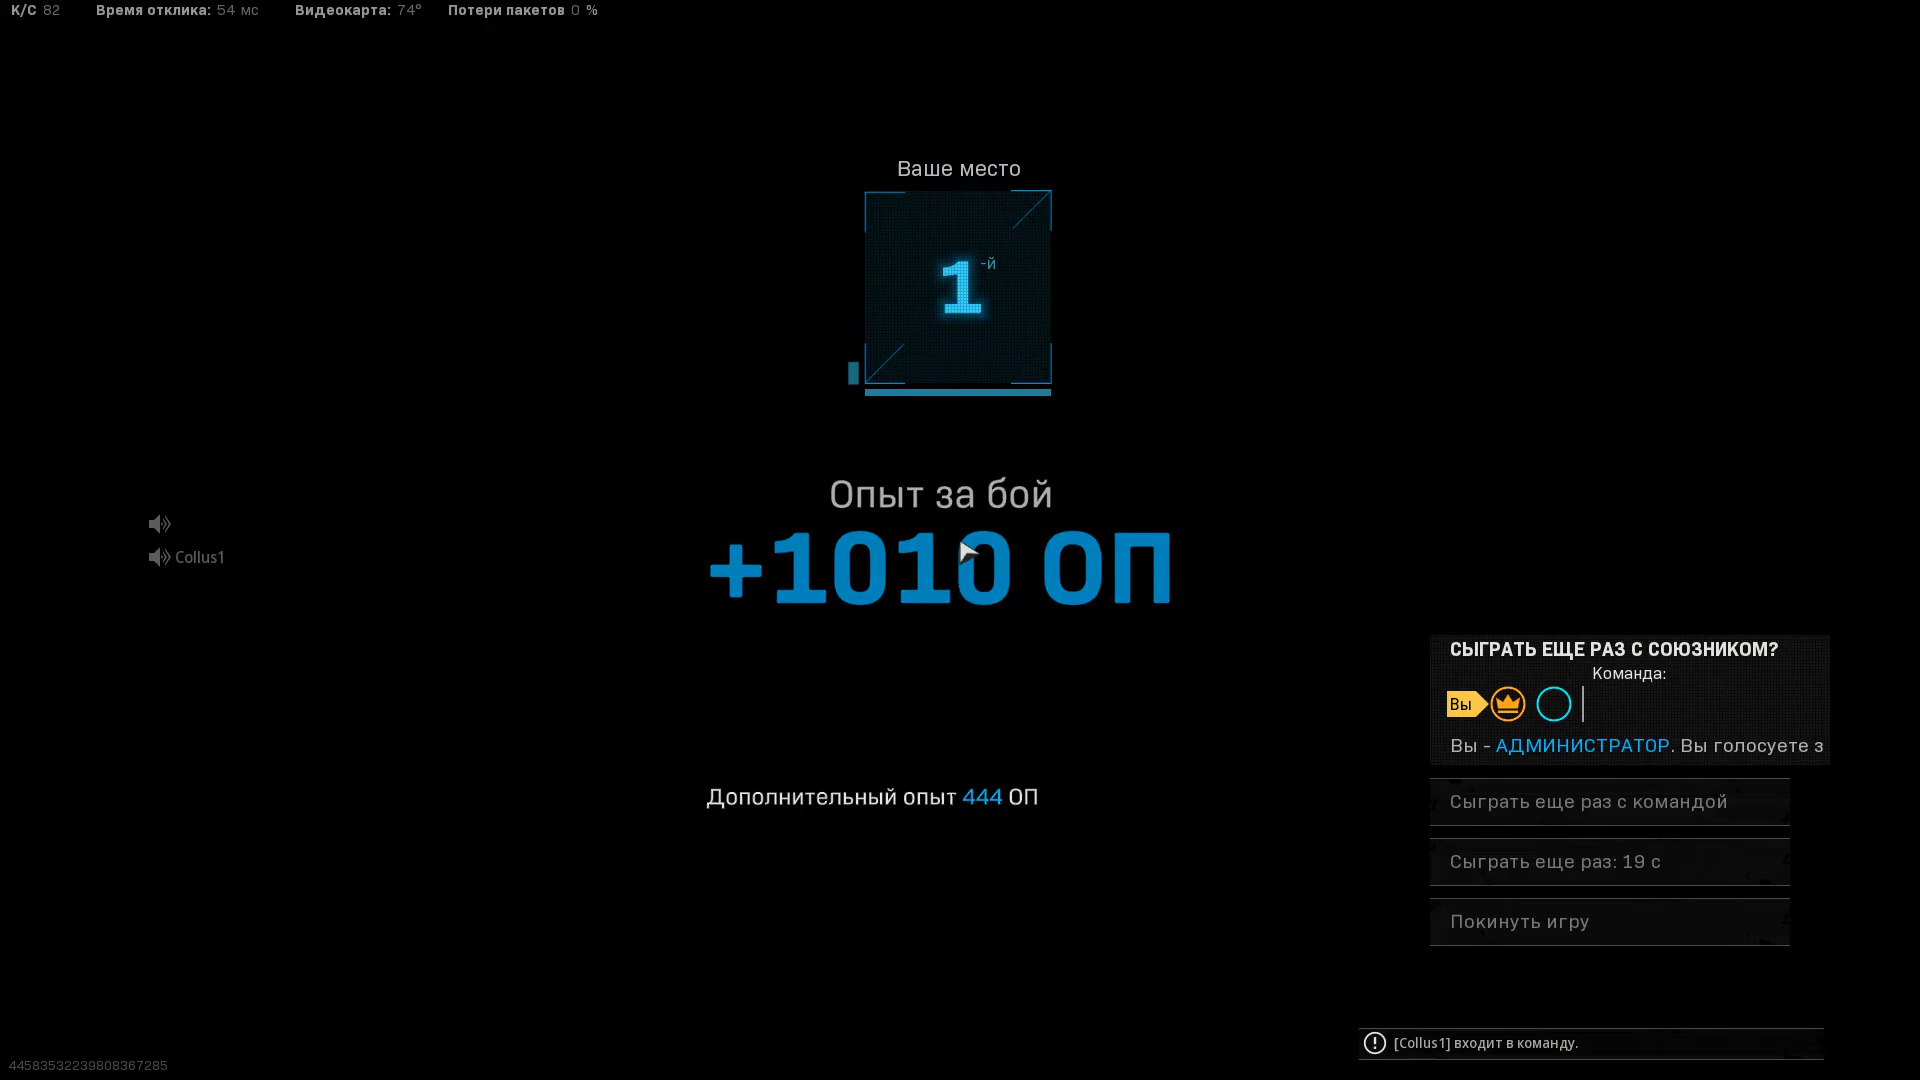 К/С 82 Время отклика: 54 мс Видеокарта: 74° Потери пакетов 0 %
Ваше место
1-й
Опыт за бой
+1010 ОП
Collus1
Дополнительный опыт 444 ОП
СЫГРАТЬ ЕЩЕ РАЗ С СОЮЗНИКОМ?
Команда:
Вы
Вы - АДМИНИСТРАТОР. Вы голосуете з
Сыграть еще раз с командой
Сыграть еще раз: 19 с
Покинуть игру
[Collus1] входит в команду.
44583532239808367285